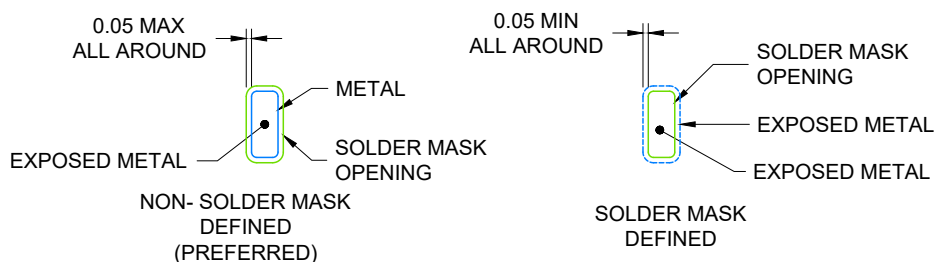 0.05 MAX
ALL AROUND
METAL
EXPOSED METAL
SOLDER MASK
OPENING
NON- SOLDER MASK
DEFINED
(PREFERRED)
0.05 MIN
ALL AROUND
SOLDER MASK
OPENING
EXPOSED METAL
EXPOSED METAL
SOLDER MASK
DEFINED